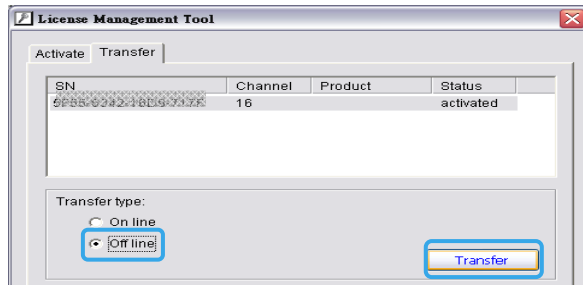 License Management Tool
Activate Transfer
SN Channel Product Status
16 activated
Transfer type:
On line
Off line
Transfer